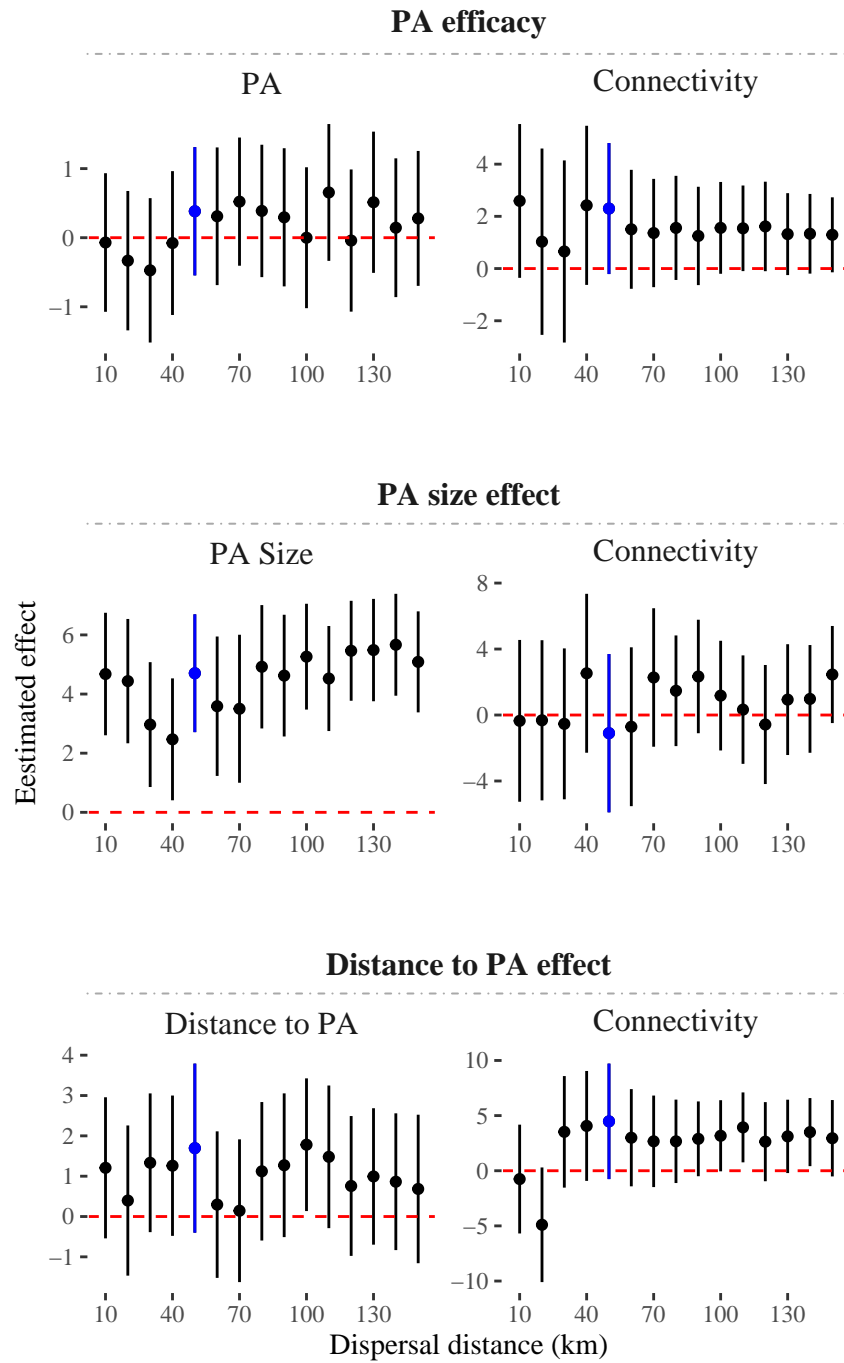 PA efficacy
PA Connectivity
1
0
−1
4
2
0
−2
10 40 70 100 130 10 40 70 100 130
PA size effect
PA Size Connectivity
Eestimated effect
6
4
2
0
8
4
0
−4
10 40 70 100 130 10 40 70 100 130
Distance to PA effect
Distance to PA Connectivity
4
3
2
1
0
−1
10
5
0
−5
−10
10 40 70 100 130 10 40 70 100 130
Dispersal distance (km)